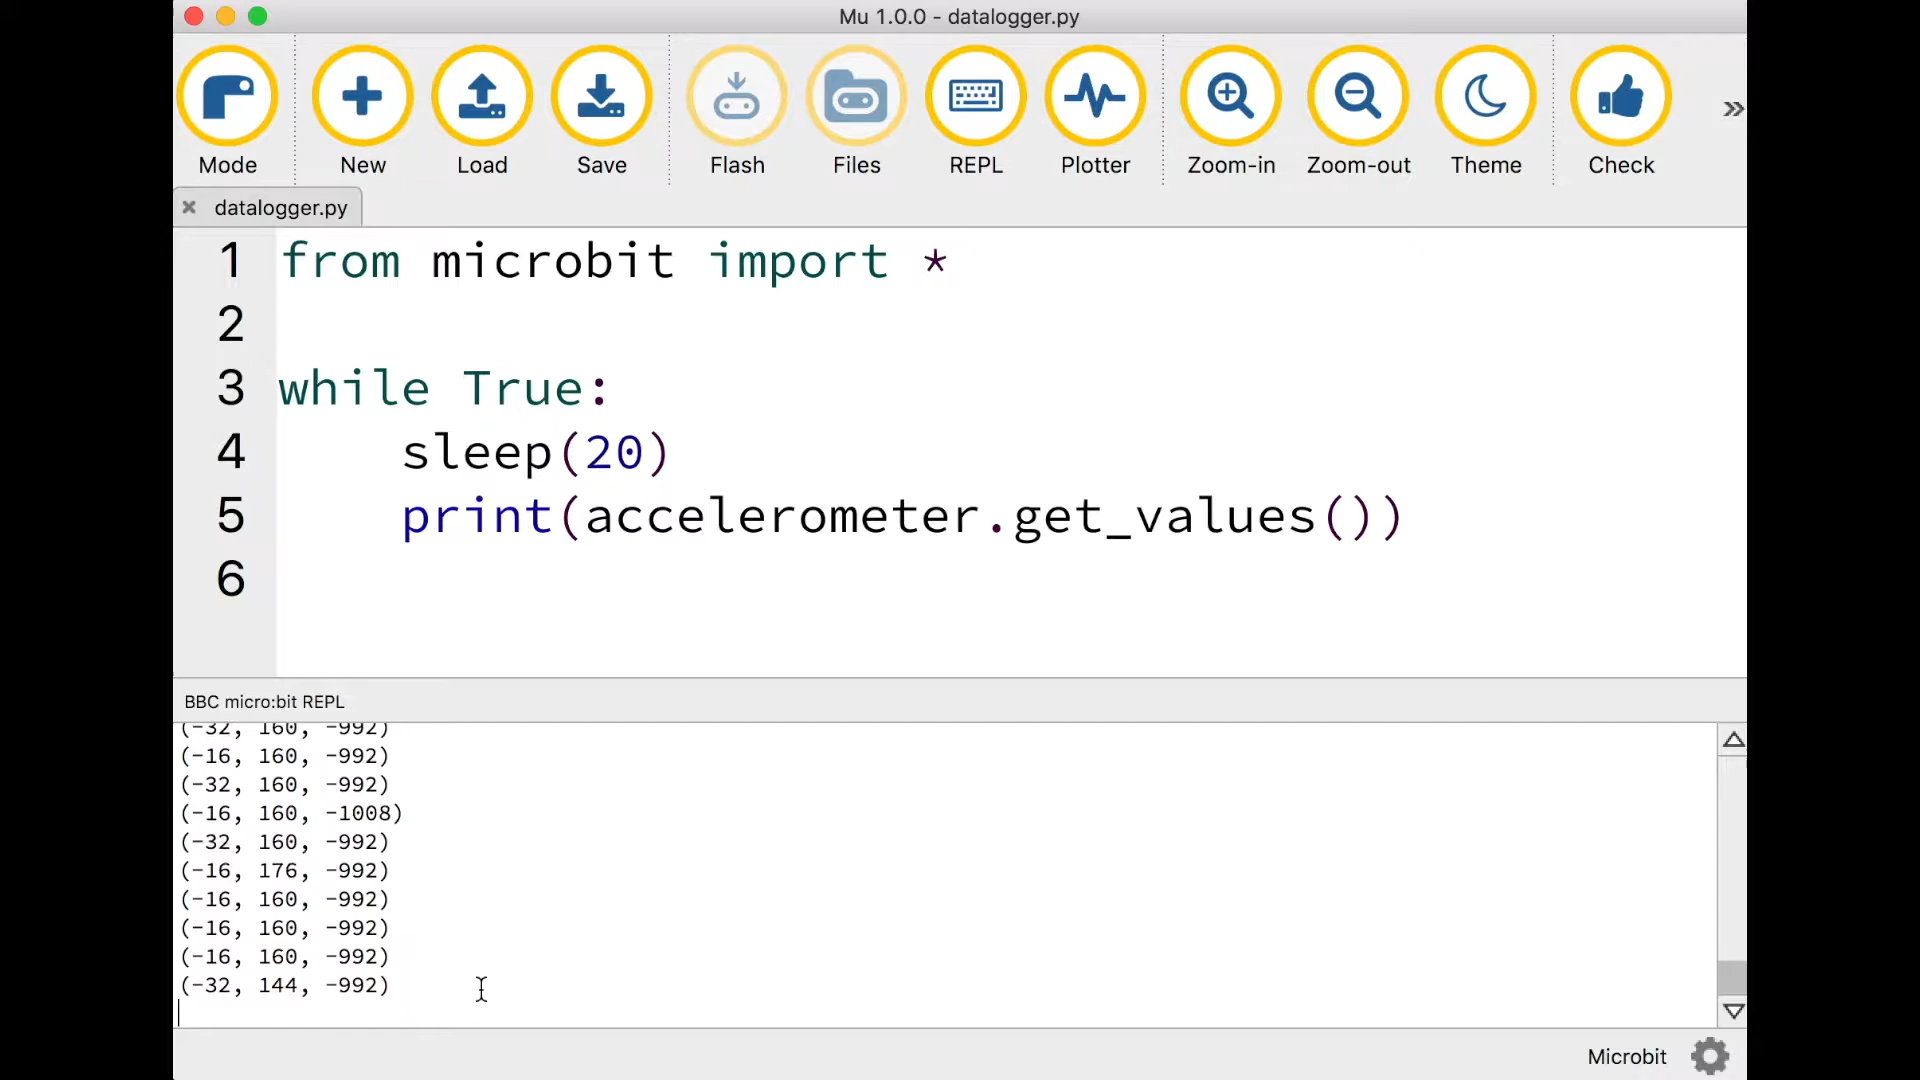 Mu 1.0.0 - datalogger.py
Mode New Load Save Flash Files REPL Plotter Zoom-in Zoom-out Theme Check
datalogger.py
1 from microbit import *
2
3 while True:
4     sleep(20)
5     print(accelerometer.get_values())
6
BBC micro:bit REPL
(-32, 160, -992)
(-16, 160, -992)
(-32, 160, -992)
(-16, 160, -1008)
(-32, 160, -992)
(-16, 176, -992)
(-16, 160, -992)
(-16, 160, -992)
(-16, 160, -992)
(-32, 144, -992)
Microbit